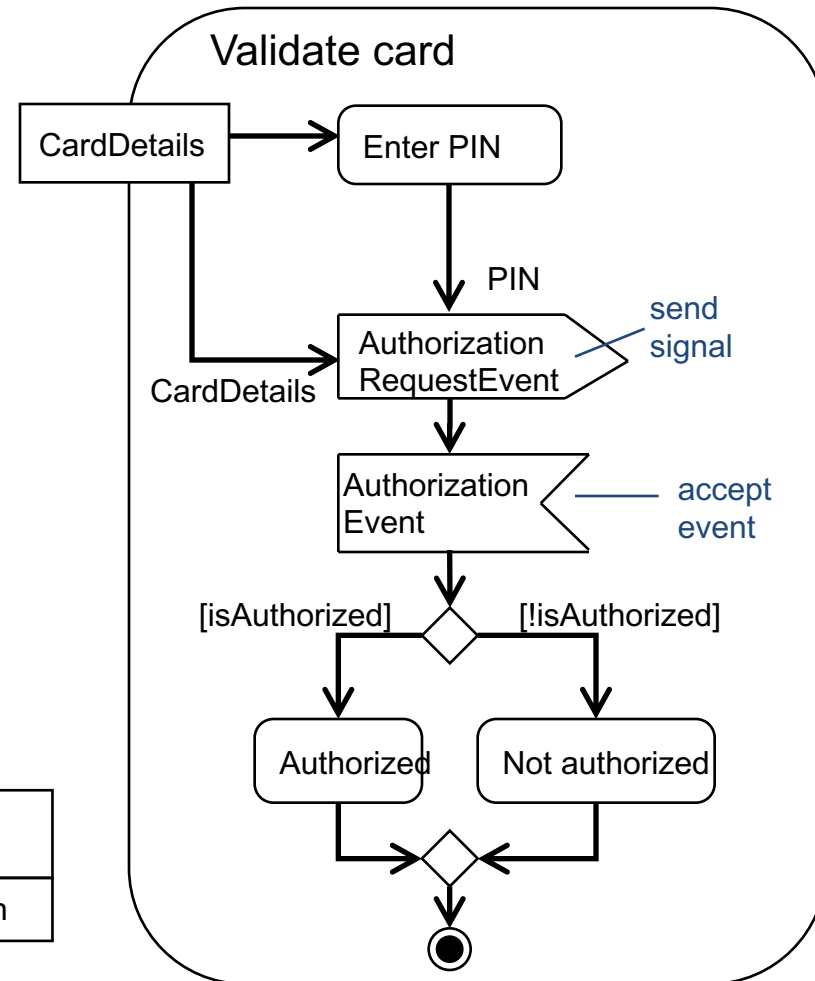 Validate card
CardDetails
Enter PIN
PIN
send
signal
Authorization
RequestEvent
CardDetails
Authorization
Event
accept
event
[isAuthorized]
[!isAuthorized]
Authorized
Not authorized